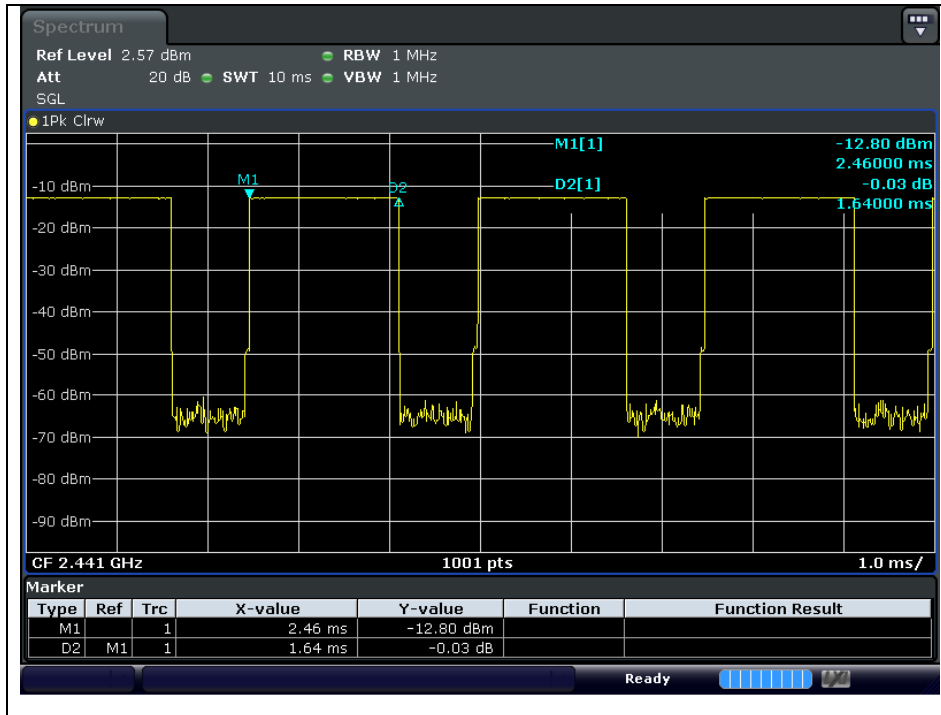 Spectrum
Ref Level 2.57 dBm RBW 1 MHz
Att 20 dB SWT 10 ms VBW 1 MHz
SGL
1Pk Clrw
M1[1] -12.80 dBm
2.46000 ms
D2[1] -0.03 dB
1.64000 ms
M1
D2
-10 dBm
-20 dBm
-30 dBm
-40 dBm
-50 dBm
-60 dBm
-70 dBm
-80 dBm
-90 dBm
CF 2.441 GHz 1001 pts 1.0 ms/
Marker
Type Ref Trc X-value Y-value Function Function Result
M1 1 2.46 ms -12.80 dBm
D2 M1 1 1.64 ms -0.03 dB
Ready